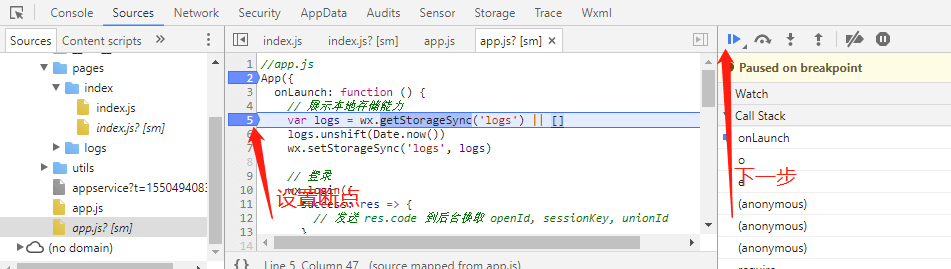 Console Sources Network Security AppData Audits Sensor Storage Trace Wxml
Sources Content scripts » index.js index.js? [sm] app.js app.js? [sm] ×
pages
index
index.js
index.js? [sm]
logs
utils
appservice?t=1550494083
app.js
app.js? [sm]
(no domain)
1 //app.js
2 App({
3 onLaunch: function () {
4 // 展示本地存储能力
5 var logs = wx.getStorageSync('logs') || []
6 logs.unshift(Date.now())
7 wx.setStorageSync('logs', logs)
8
9 // 登录
10 wx.login({
11 success: res => {
12 // 发送 res.code 到后台换取 openId, sessionKey, unionId
13 }
14
设置断点
{} Line 5, Column 47 (source mapped from app.js)
Paused on breakpoint
Watch
Call Stack
onLaunch
o
下一步
(anonymous)
(anonymous)
(anonymous)
require